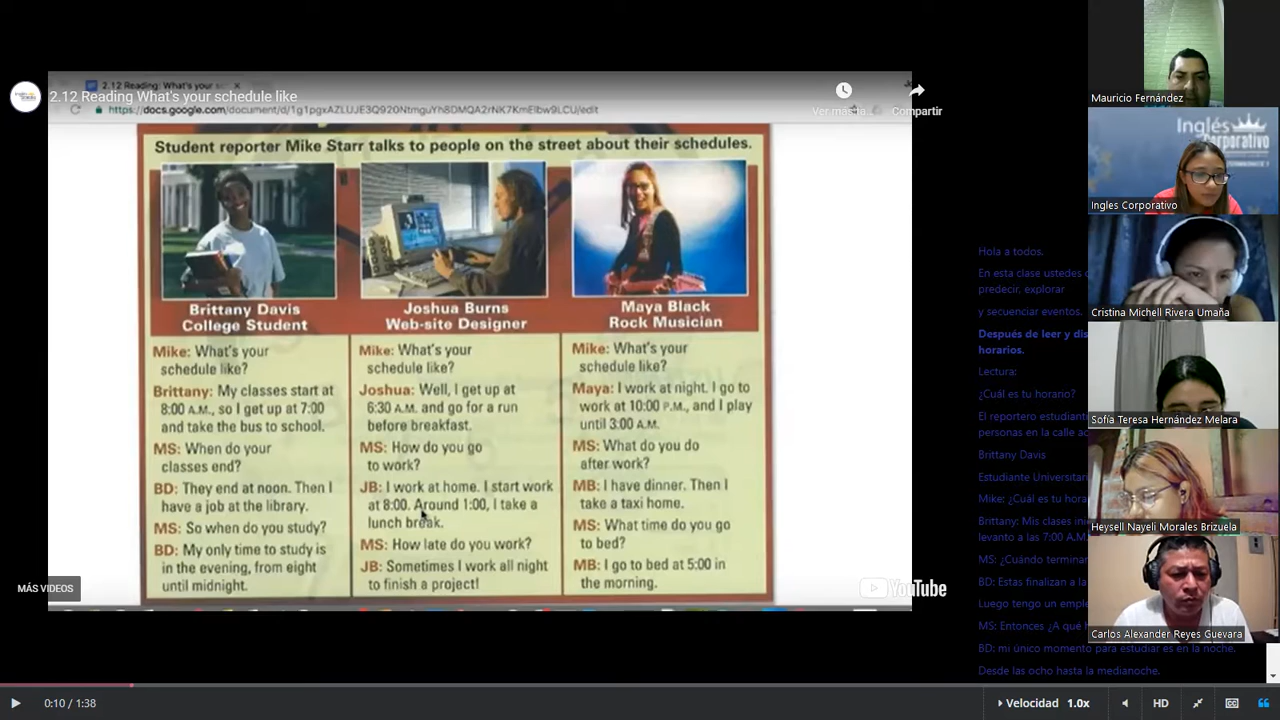 2.12 Reading: What's your sc
2.12 Reading What's your schedule like
Compartir
Student reporter Mike Starr talks to people on the street about their schedules.
Brittany Davis
College Student
Mike: What's your
schedule like?
Brittany: My classes start at
8:00 A.M., so I get up at 7:00
and take the bus to school.
MS: When do your
classes end?
BD: They end at noon. Then I
have a job at the library.
MS: So when do you study?
BD: My only time to study is
in the evening, from eight
until midnight.
Joshua Burns
Web-site Designer
Mike: What's your
schedule like?
Joshua: Well, I get up at
6:30 A.M. and go for a run
before breakfast.
MS: How do you go
to work?
JB: I work at home. I start work
at 8:00. Around 1:00, I take a
lunch break.
MS: How late do you work?
JB: Sometimes I work all night
to finish a project!
Maya Black
Rock Musician
Mike: What's your
schedule like?
Maya: I work at night. I go to
work at 10:00 P.M., and I play
until 3:00 A.M.
MS: What do you do
after work?
MB: I have dinner. Then I
take a taxi home.
MS: What time do you go
to bed?
MB: I go to bed at 5:00 in
the morning.
MÁS VIDEOS
YouTube
0:10 / 1:38
Velocidad 1.0x
HD
Hola a todos.
En esta clase ustedes
predecir, explorar
y secuenciar eventos.
Después de leer y
horarios.
Lectura:
¿Cuál es tu horario?
El reportero estudiante
personas en la calle
Brittany Davis
Estudiante Universitar
Mike: ¿Cuál es tu
Brittany: Mis clases
levanto a las 7:00 A.M.
MS: ¿Cuándo
BD: Estas finalizan a la
Luego tengo un
MS: Entonces ¿A qué
BD: mi único momento para estudiar es en la noche.
Desde las ocho hasta la medianoche.
Mauricio Fernández
Inglés
Corporativo
Ingles Corporativo
Cristina Michell Rivera Umaña
Sofía Teresa Hernández Melara
Heysell Nayeli Morales Brizuela
Carlos Alexander Reyes Guevara